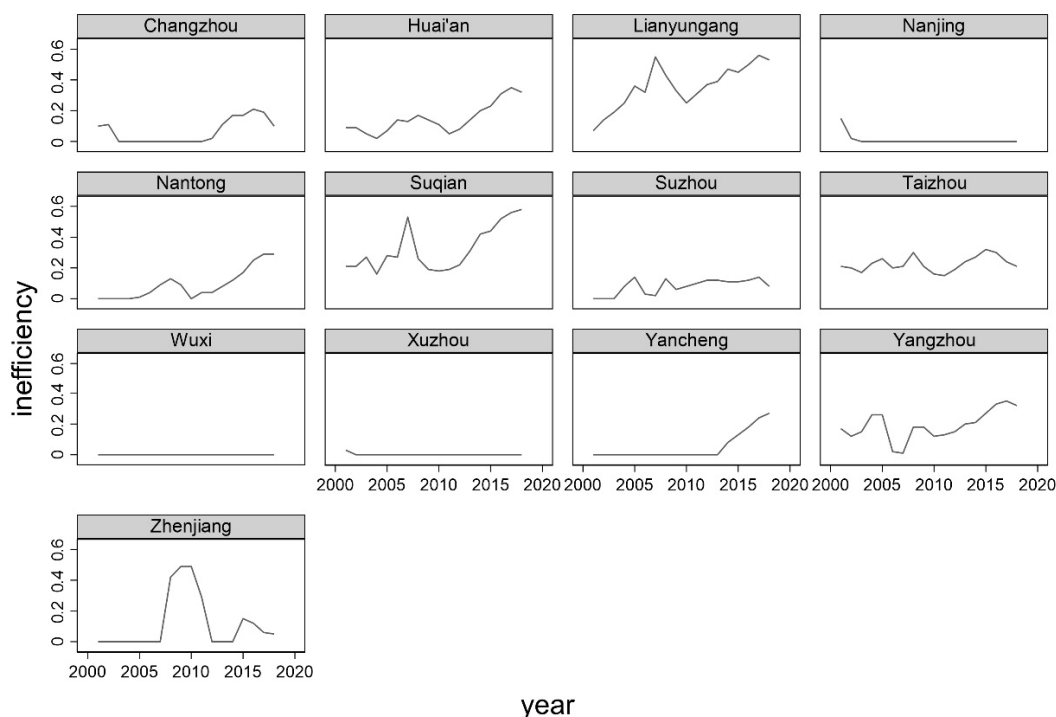 Changzhou Huai'an Lianyungang Nanjing
0 0.2 0.4 0.6
Nantong Suqian Suzhou Taizhou
0 0.2 0.4 0.6
Wuxi Xuzhou Yancheng Yangzhou
0 0.2 0.4 0.6
2000 2005 2010 2015 2020 2000 2005 2010 2015 2020 2000 2005 2010 2015 2020
Zhenjiang
0 0.2 0.4 0.6
2000 2005 2010 2015 2020
inefficiency
year